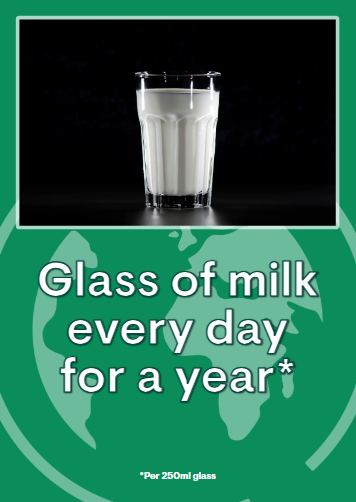 Glass of milk
every day
for a year*
*Per 250ml glass